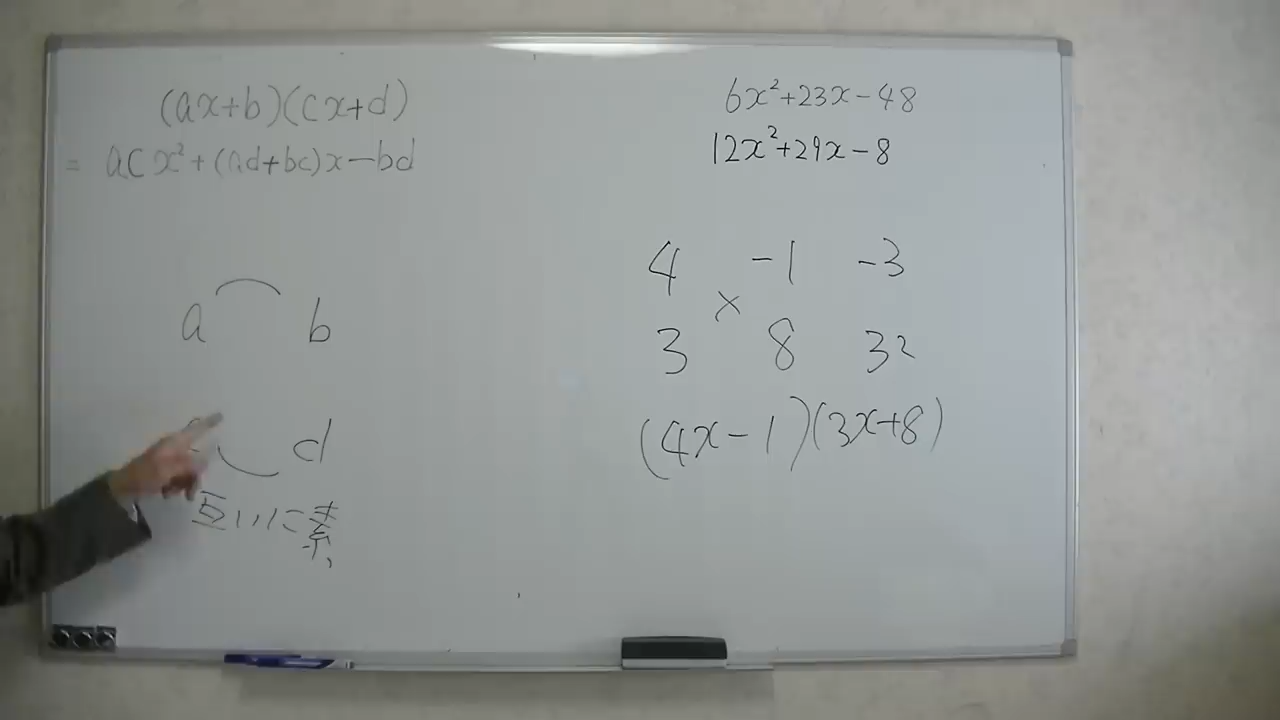 (ax+b)(cx+d)
= acx²+(ad+bc)x-bd
a b
d
互いに素
6x²+23x-48
12x²+29x-8
4 -1 -3
×
3 8 32
(4x-1)(3x+8)